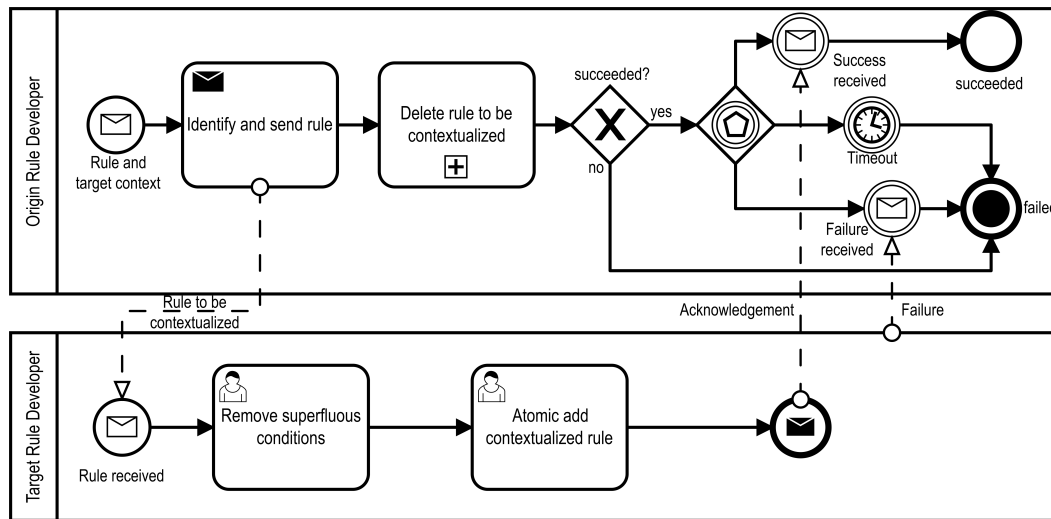 Origin Rule Developer
Rule and
target context
Identify and send rule
Delete rule to be
contextualized
succeeded?
yes
no
Success
received
succeeded
Timeout
Failure
received
failed
Rule to be
contextualized
Acknowledgement
Failure
Target Rule Developer
Rule received
Remove superfluous
conditions
Atomic add
contextualized rule